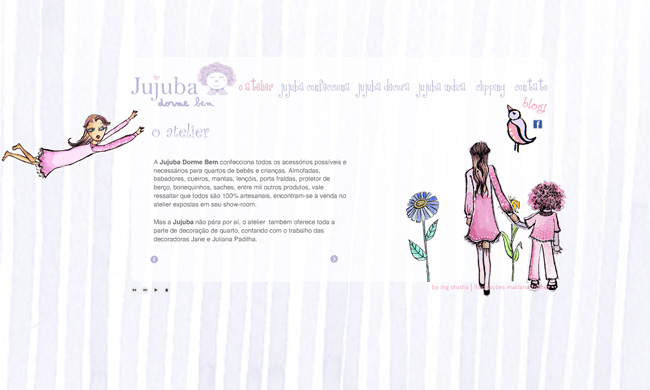 Jujuba
dorme bem
o atelier jujuba confecciona jujuba decora jujuba indica clipping contato
blog!
o atelier
A Jujuba Dorme Bem confecciona todos os acessórios possíveis e
necessários para quartos de bebês e crianças. Almofadas,
babadores, cueiros, mantas, lençois, porta fraldas, protetor de
berço, bonequinhos, saches, entre mil outros produtos, vale
ressaltar que todos são 100% artesanais, encontram-se à venda no
atelier expostas em seu show-room.
Mas a Jujuba não pára por aí, o atelier também oferece toda a
parte de decoração de quarto, contando com o trabalho das
decoradoras Jane e Juliana Padilha.
by mg studio |